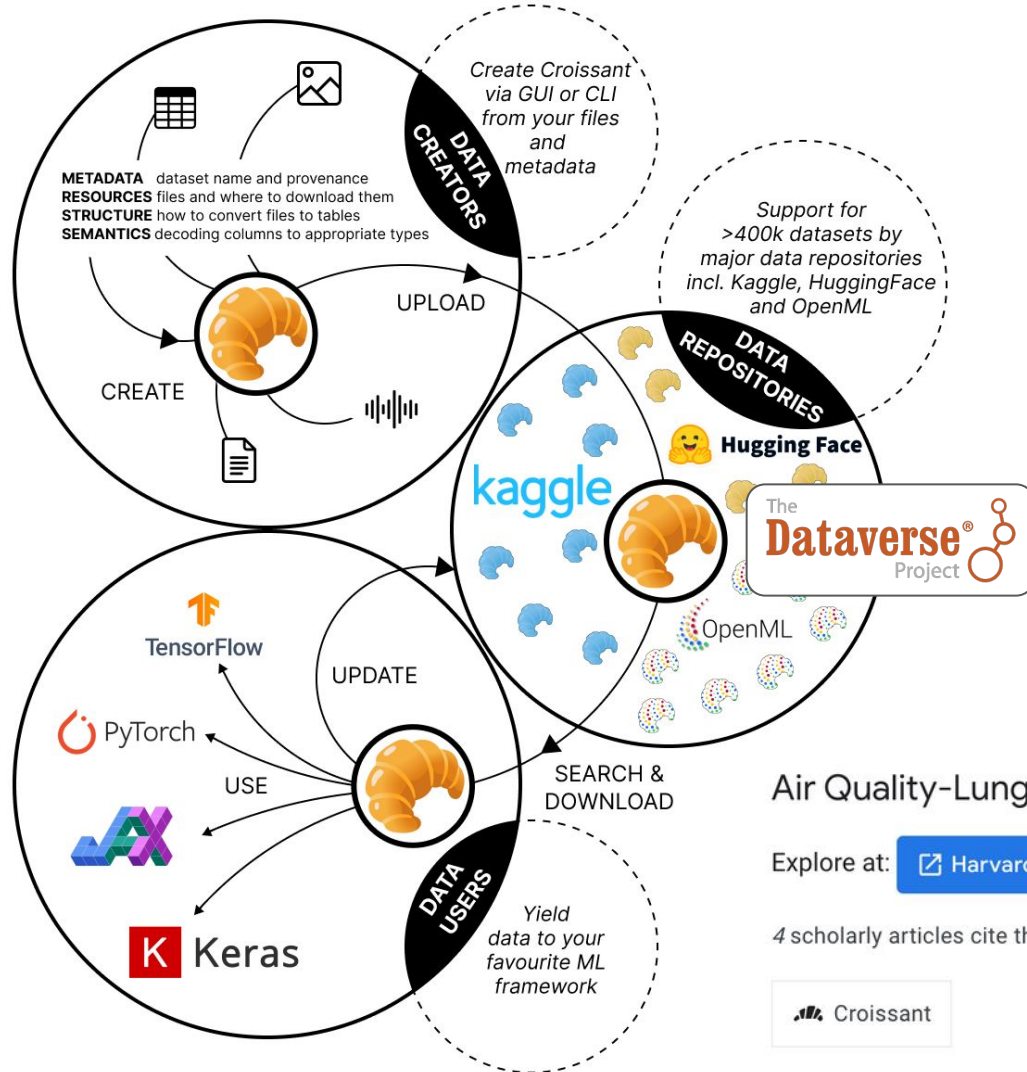 Create Croissant
via GUI or CLI
from your files
and
metadata
DATA
CREATORS
METADATA dataset name and provenance
RESOURCES files and where to download them
STRUCTURE how to convert files to tables
SEMANTICS decoding columns to appropriate types
UPLOAD
CREATE
Support for
>400k datasets by
major data repositories
incl. Kaggle, HuggingFace
and OpenML
DATA
REPOSITORIES
Hugging Face
kaggle
The
Dataverse®
Project
OpenML
TensorFlow
UPDATE
PyTorch
USE
JAX
K Keras
SEARCH &
DOWNLOAD
DATA
USERS
Yield
data to your
favourite ML
framework
Air Quality-Lung
Explore at: Harvard
4 scholarly articles cite th
Croissant